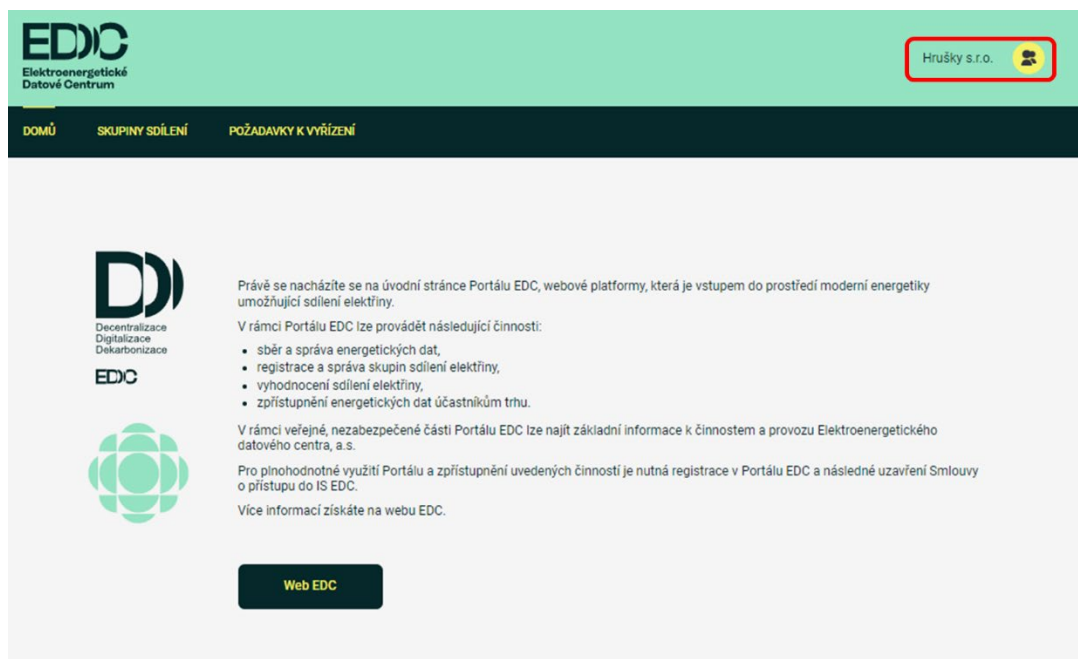 EDC
Elektroenergetické
Datové Centrum
Hrušky s.r.o.
DOMŮ SKUPINY SDÍLENÍ POŽADAVKY K VYŘÍZENÍ
Decentralizace
Digitalizace
Dekarbonizace
EDC
Právě se nacházíte se na úvodní stránce Portálu EDC, webové platformy, která je vstupem do prostředí moderní energetiky
umožňující sdílení elektřiny.
V rámci Portálu EDC lze provádět následující činnosti:
• sběr a správa energetických dat,
• registrace a správa skupin sdílení elektřiny,
• vyhodnocení sdílení elektřiny,
• zpřístupnění energetických dat účastníkům trhu.
V rámci veřejné, nezabezpečené části Portálu EDC lze najít základní informace k činnostem a provozu Elektroenergetického
datového centra, a.s.
Pro plnohodnotné využití Portálu a zpřístupnění uvedených činností je nutná registrace v Portálu EDC a následné uzavření Smlouvy
o přístupu do IS EDC.
Více informací získáte na webu EDC.
Web EDC